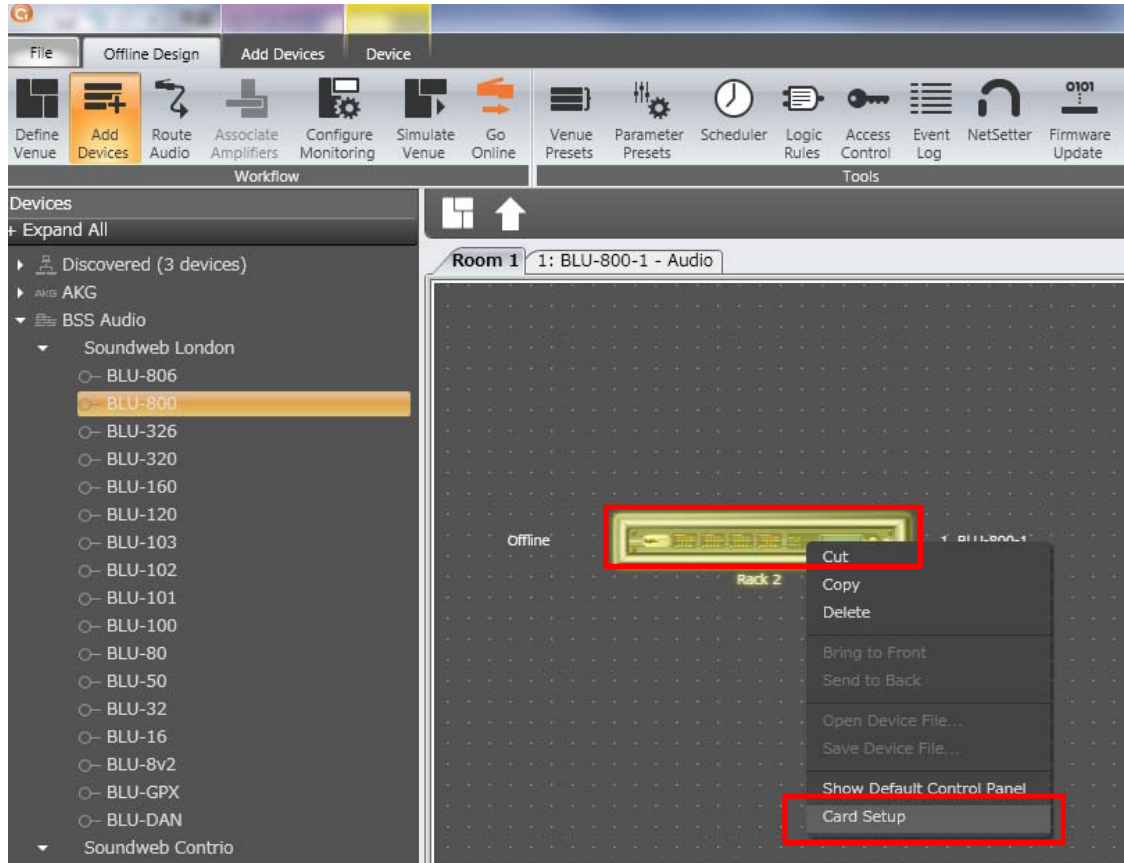 File Offline Design Add Devices Device
Define Venue Add Devices Route Audio Associate Amplifiers Configure Monitoring Simulate Venue Go Online Venue Presets Parameter Presets Scheduler Logic Rules Access Control Event Log NetSetter 0101 Firmware Update
Workflow Tools
Devices
+ Expand All
Discovered (3 devices)
AKG AKG
BSS Audio
Soundweb London
BLU-806
BLU-800
BLU-326
BLU-320
BLU-160
BLU-120
BLU-103
BLU-102
BLU-101
BLU-100
BLU-80
BLU-50
BLU-32
BLU-16
BLU-8v2
BLU-GPX
BLU-DAN
Soundweb Contrio
Room 1 1: BLU-800-1 - Audio
Offline 1: BLU-800-1
Rack 2
Cut
Copy
Delete
Bring to Front
Send to Back
Open Device File...
Save Device File...
Show Default Control Panel
Card Setup